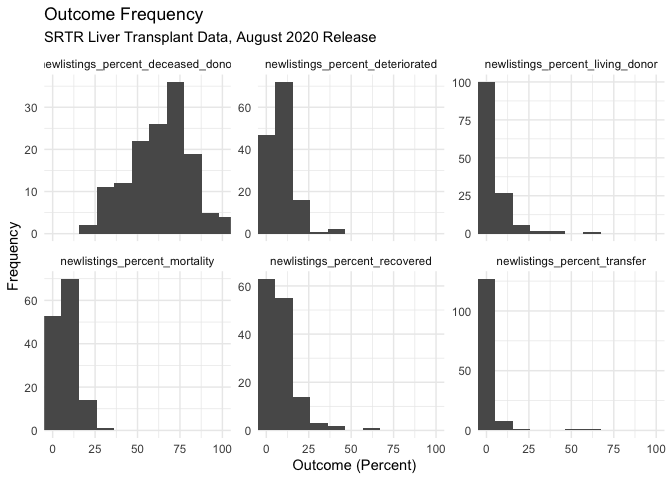 Outcome Frequency
SRTR Liver Transplant Data, August 2020 Release
newlistings_percent_deteriorated
newlistings_percent_living_donor
30
20
10
0
60
40
20
0
100
75
50
25
0
Frequency
newlistings_percent_mortality
newlistings_percent_recovered
newlistings_percent_transfer
60
40
20
0
60
40
20
0
100
50
0
0 25 50 75 100
0 25 50 75 100
0 25 50 75 100
Outcome (Percent)